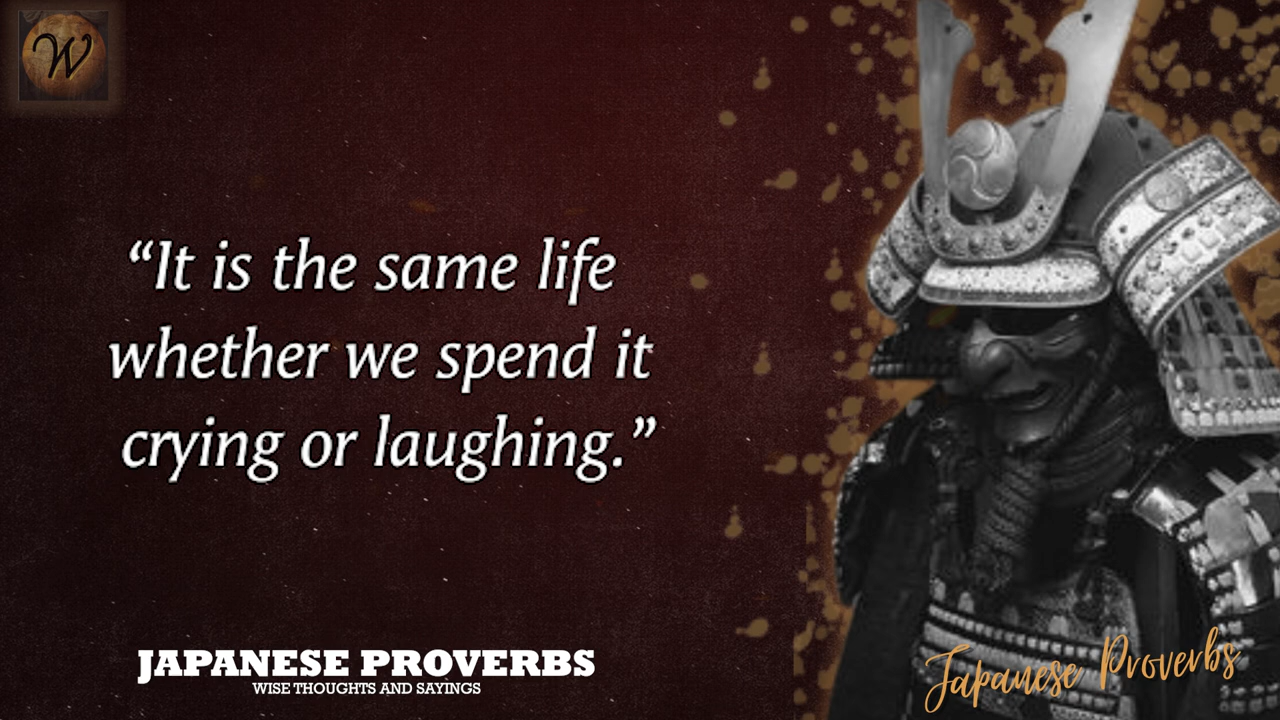 W
“It is the same life
whether we spend it
crying or laughing.”
JAPANESE PROVERBS
WISE THOUGHTS AND SAYINGS
Japanese Proverbs